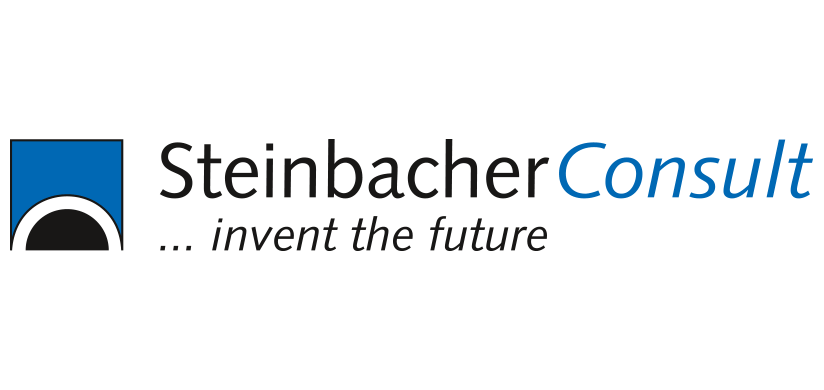 SteinbacherConsult
... invent the future